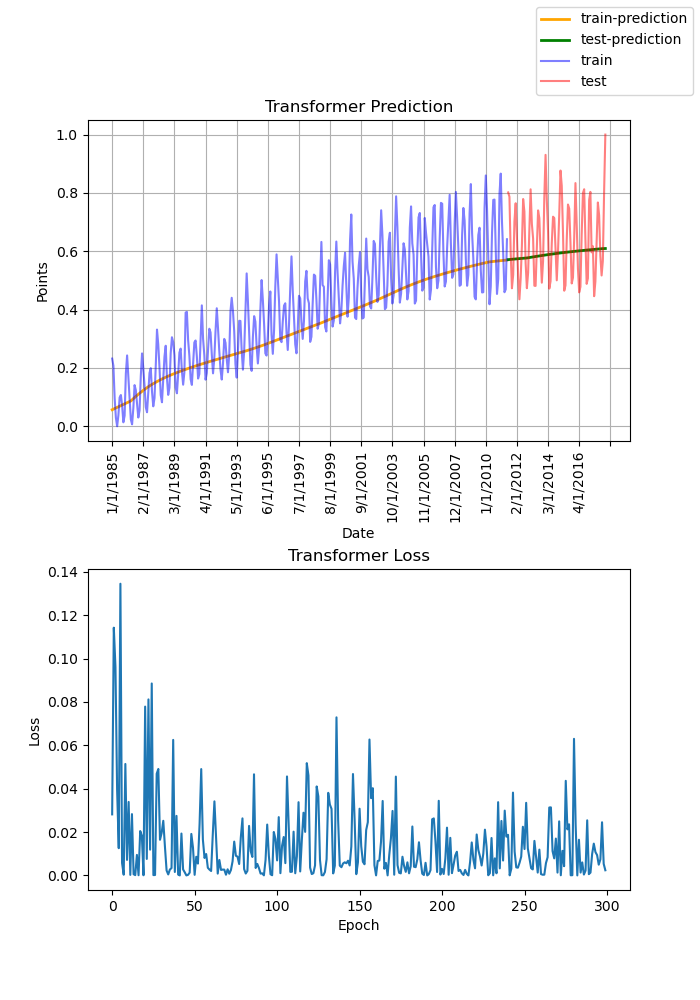 train-prediction
test-prediction
train
test
Transformer Prediction
1.0
0.8
0.6
0.4
0.2
0.0
Points
1/1/1985
2/1/1987
3/1/1989
4/1/1991
5/1/1993
6/1/1995
7/1/1997
8/1/1999
9/1/2001
10/1/2003
11/1/2005
12/1/2007
1/1/2010
2/1/2012
3/1/2014
4/1/2016
Date
Transformer Loss
0.14
0.12
0.10
0.08
0.06
0.04
0.02
0.00
Loss
0 50 100 150 200 250 300
Epoch